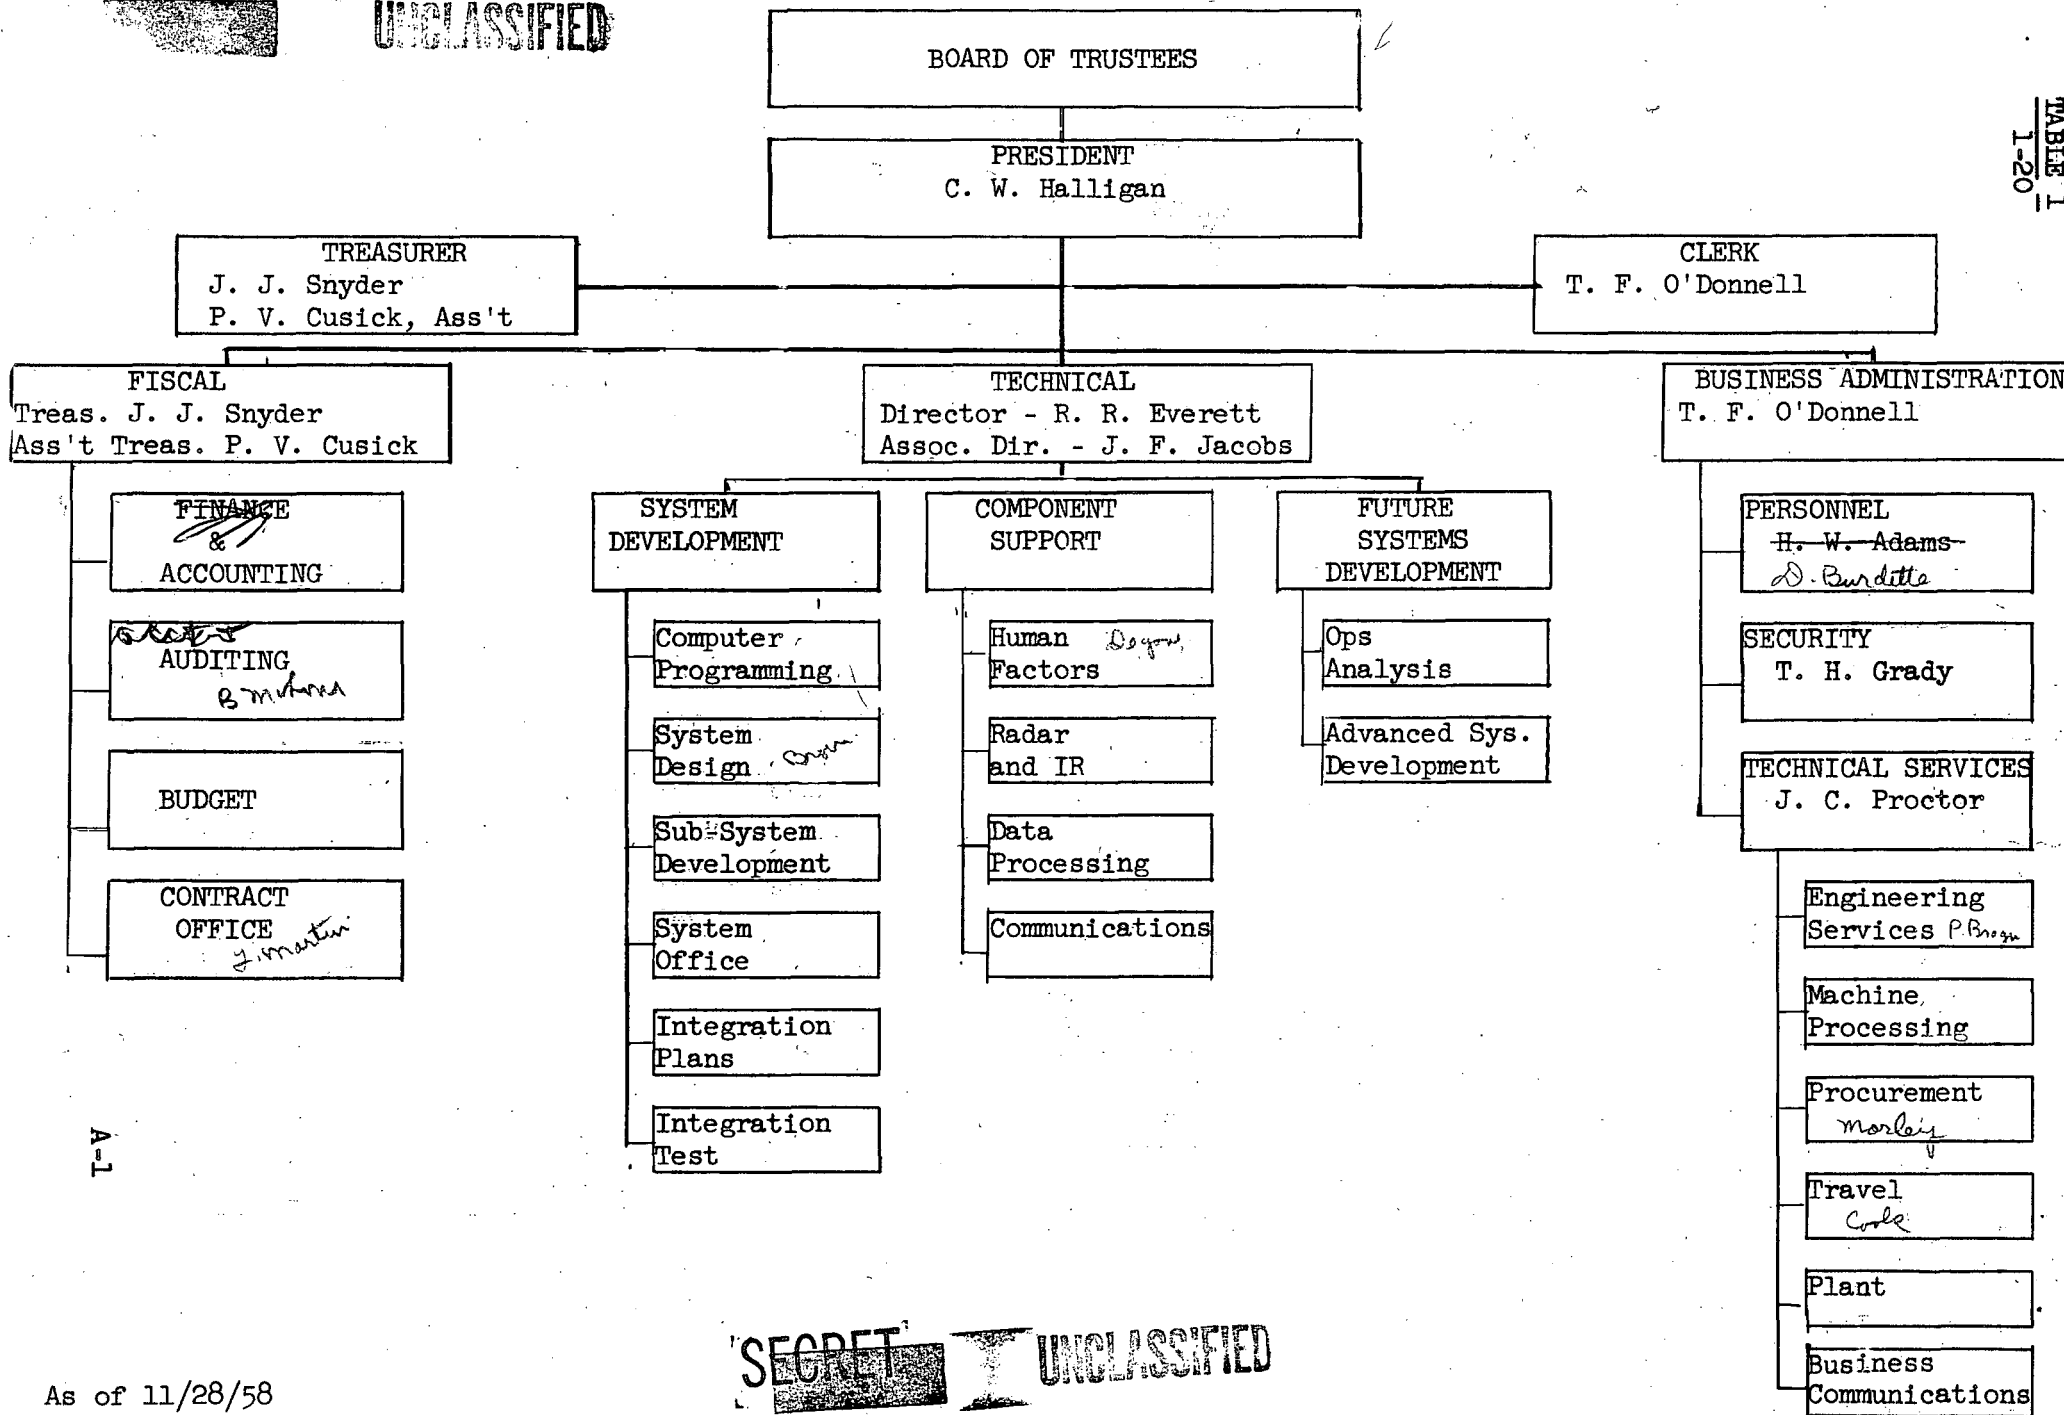 UNCLASSIFIED
BOARD OF TRUSTEES
TABLE 1
1-20
PRESIDENT
C. W. Halligan
TREASURER
J. J. Snyder
P. V. Cusick, Ass't
CLERK
T. F. O'Donnell
FISCAL
Treas. J. J. Snyder
Ass't Treas. P. V. Cusick
FINANCE
&
ACCOUNTING
AUDITING
BUDGET
CONTRACT
OFFICE
J. Martin
TECHNICAL
Director - R. R. Everett
Assoc. Dir. - J. F. Jacobs
SYSTEM
DEVELOPMENT
Computer
Programming
System
Design
Sub-System
Development
System
Office
Integration
Plans
Integration
Test
COMPONENT
SUPPORT
Human
Factors
Radar
and IR
Data
Processing
Communications
FUTURE
SYSTEMS
DEVELOPMENT
Ops
Analysis
Advanced Sys.
Development
BUSINESS ADMINISTRATION
T. F. O'Donnell
PERSONNEL
H. W. Adams
D. Burdette
SECURITY
T. H. Grady
TECHNICAL SERVICES
J. C. Proctor
Engineering
Services
Machine
Processing
Procurement
Morley
Travel
Plant
Business
Communications
A-1
As of 11/28/58
SECRET
UNCLASSIFIED